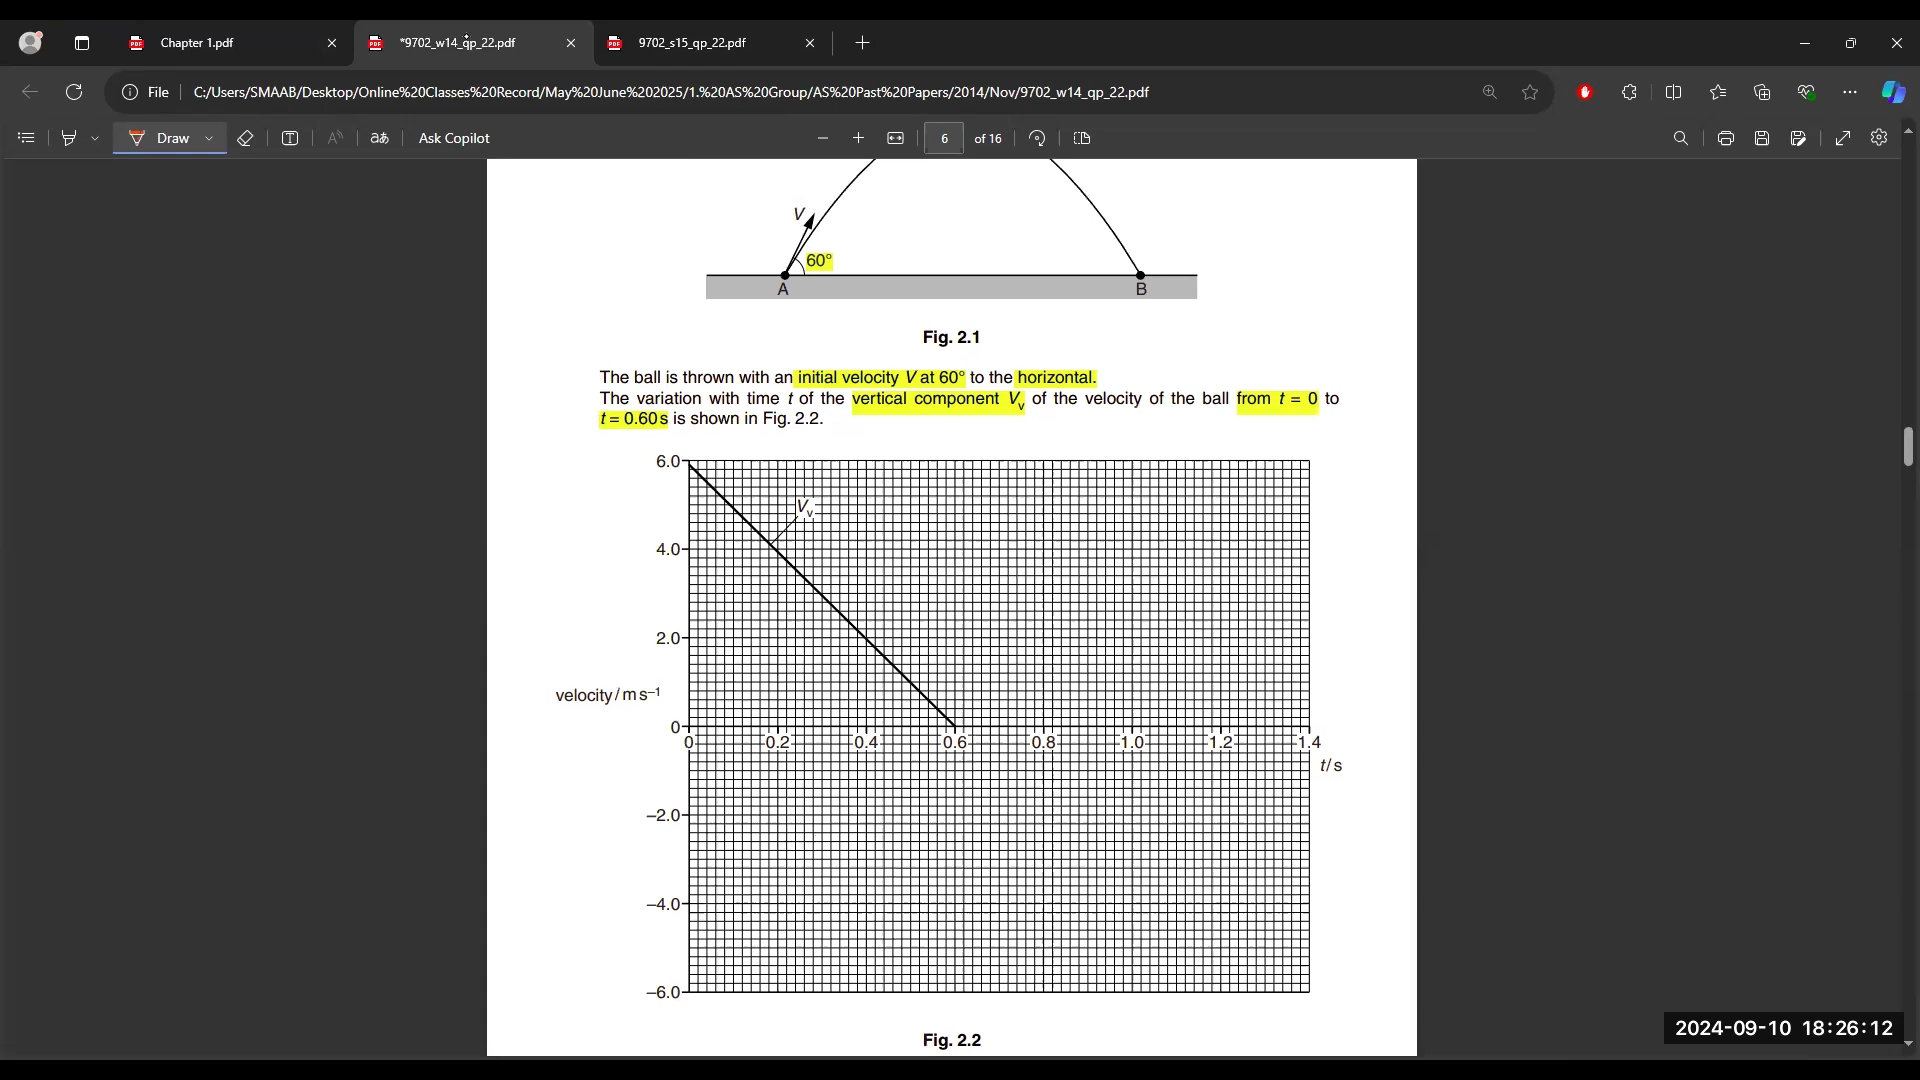 Chapter 1.pdf
*9702_w14_qp_22.pdf
9702_s15_qp_22.pdf
File
C:/Users/SMAAB/Desktop/Online%20Classes%20Record/May%20June%202025/1.%20AS%20Group/AS%20Past%20Papers/2014/Nov/9702_w14_qp_22.pdf
Draw
aあ
Ask Copilot
6 of 16
V
60°
A
B
Fig. 2.1
The ball is thrown with an initial velocity V at 60° to the horizontal.
The variation with time t of the vertical component Vv of the velocity of the ball from t = 0 to
t = 0.60 s is shown in Fig. 2.2.
6.0
Vv
4.0
2.0
velocity / m s–1
0
0 0.2 0.4 0.6 0.8 1.0 1.2 1.4
t / s
–2.0
–4.0
–6.0
Fig. 2.2
2024-09-10 18:26:12